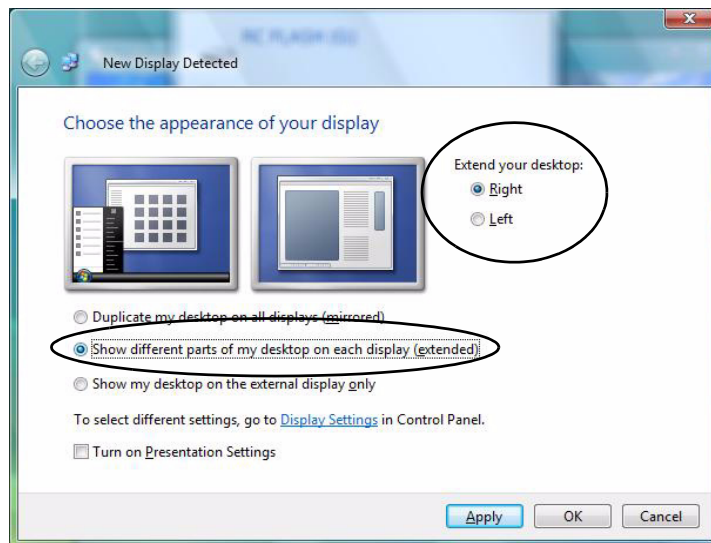 New Display Detected
Choose the appearance of your display
Extend your desktop:
Right
Left
Duplicate my desktop on all displays (mirrored)
Show different parts of my desktop on each display (extended)
Show my desktop on the external display only
To select different settings, go to Display Settings in Control Panel.
Turn on Presentation Settings
Apply OK Cancel